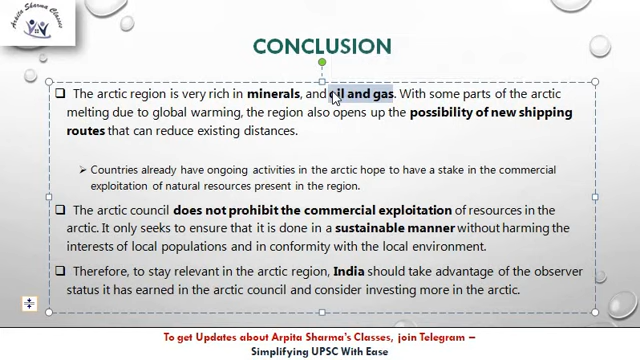 Arpita Sharma Classes
CONCLUSION
The arctic region is very rich in minerals, and oil and gas. With some parts of the arctic
melting due to global warming, the region also opens up the possibility of new shipping
routes that can reduce existing distances.
Countries already have ongoing activities in the arctic hope to have a stake in the commercial
exploitation of natural resources present in the region.
The arctic council does not prohibit the commercial exploitation of resources in the
arctic. It only seeks to ensure that it is done in a sustainable manner without harming the
interests of local populations and in conformity with the local environment.
Therefore, to stay relevant in the arctic region, India should take advantage of the observer
status it has earned in the arctic council and consider investing more in the arctic.
To get Updates about Arpita Sharma's Classes, join Telegram –
Simplifying UPSC With Ease